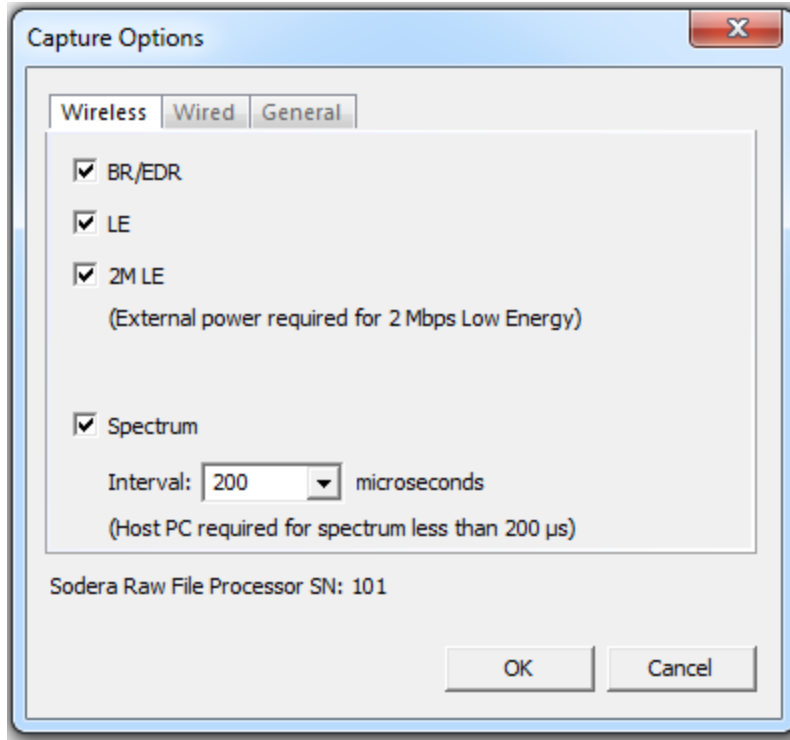 Capture Options
Wireless Wired General
BR/EDR
LE
2M LE
(External power required for 2 Mbps Low Energy)
Spectrum
Interval: 200 microseconds
(Host PC required for spectrum less than 200 µs)
Sodera Raw File Processor SN: 101
OK Cancel